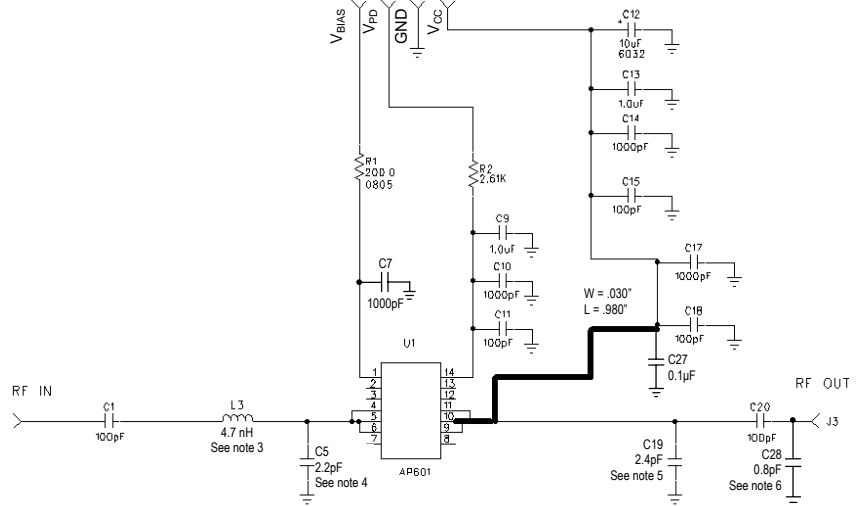 V_BIAS
V_PD
GND
V_CC
C12
+
10uF
6032
C13
1.0uF
C14
1000pF
C15
100pF
R1
20D 0
0805
R2
2.61K
C9
1.0uF
C10
1000pF
C11
100pF
C7
1000pF
C17
1000pF
W = .030"
L = .980"
C18
100pF
C27
0.1µF
U1
1
2
3
4
5
6
7
14
13
12
11
10
9
8
AP601
RF IN
C1
100pF
L3
4.7 nH
See note 3
C5
2.2pF
See note 4
C19
2.4pF
See note 5
C20
100pF
RF OUT
J3
C28
0.8pF
See note 6